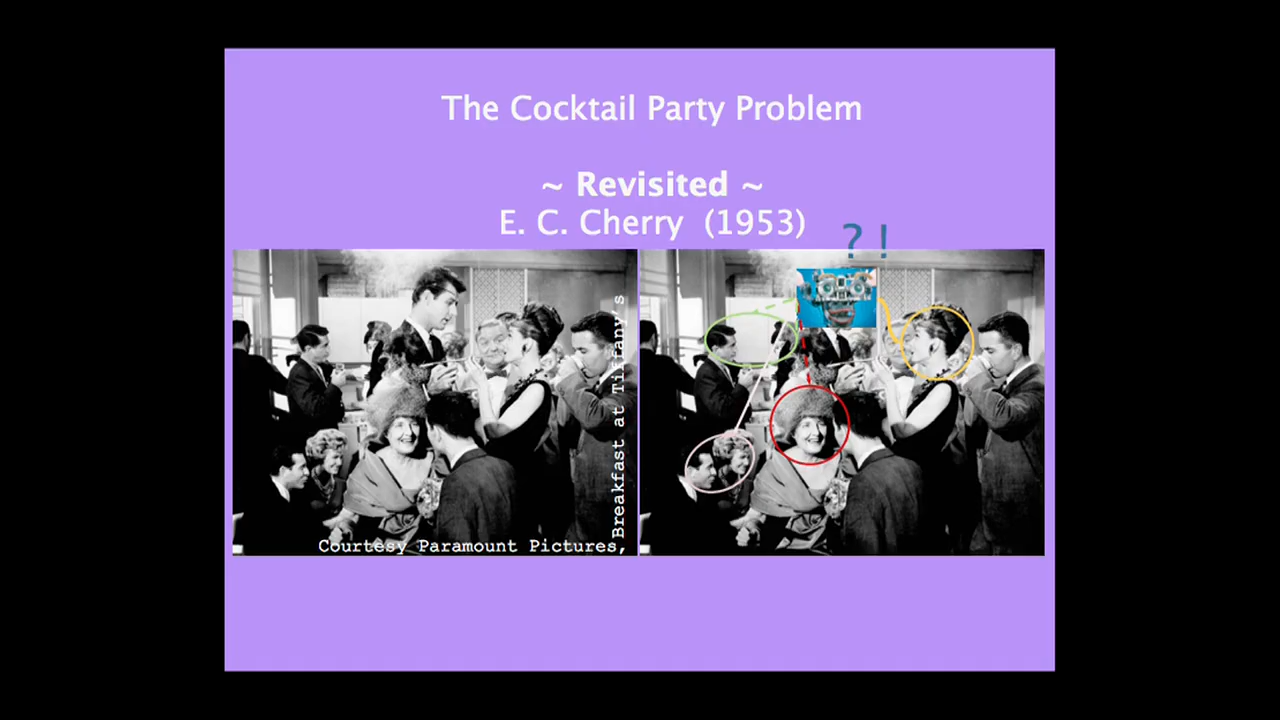 The Cocktail Party Problem
~ Revisited ~
E. C. Cherry (1953)
? !
Courtesy Paramount Pictures,
Breakfast at Tiffany's